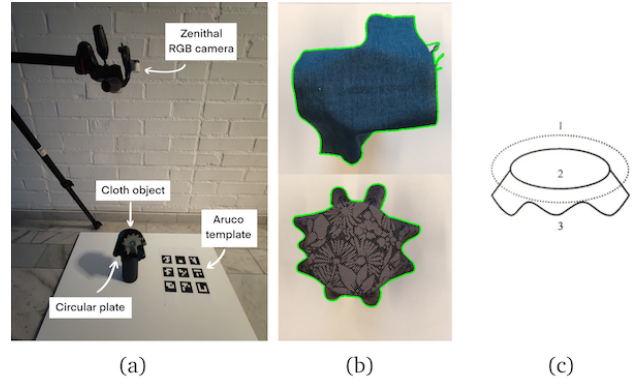 Zenithal
RGB camera
Cloth object
Aruco
template
Circular plate
1
2
3
(a)
(b)
(c)